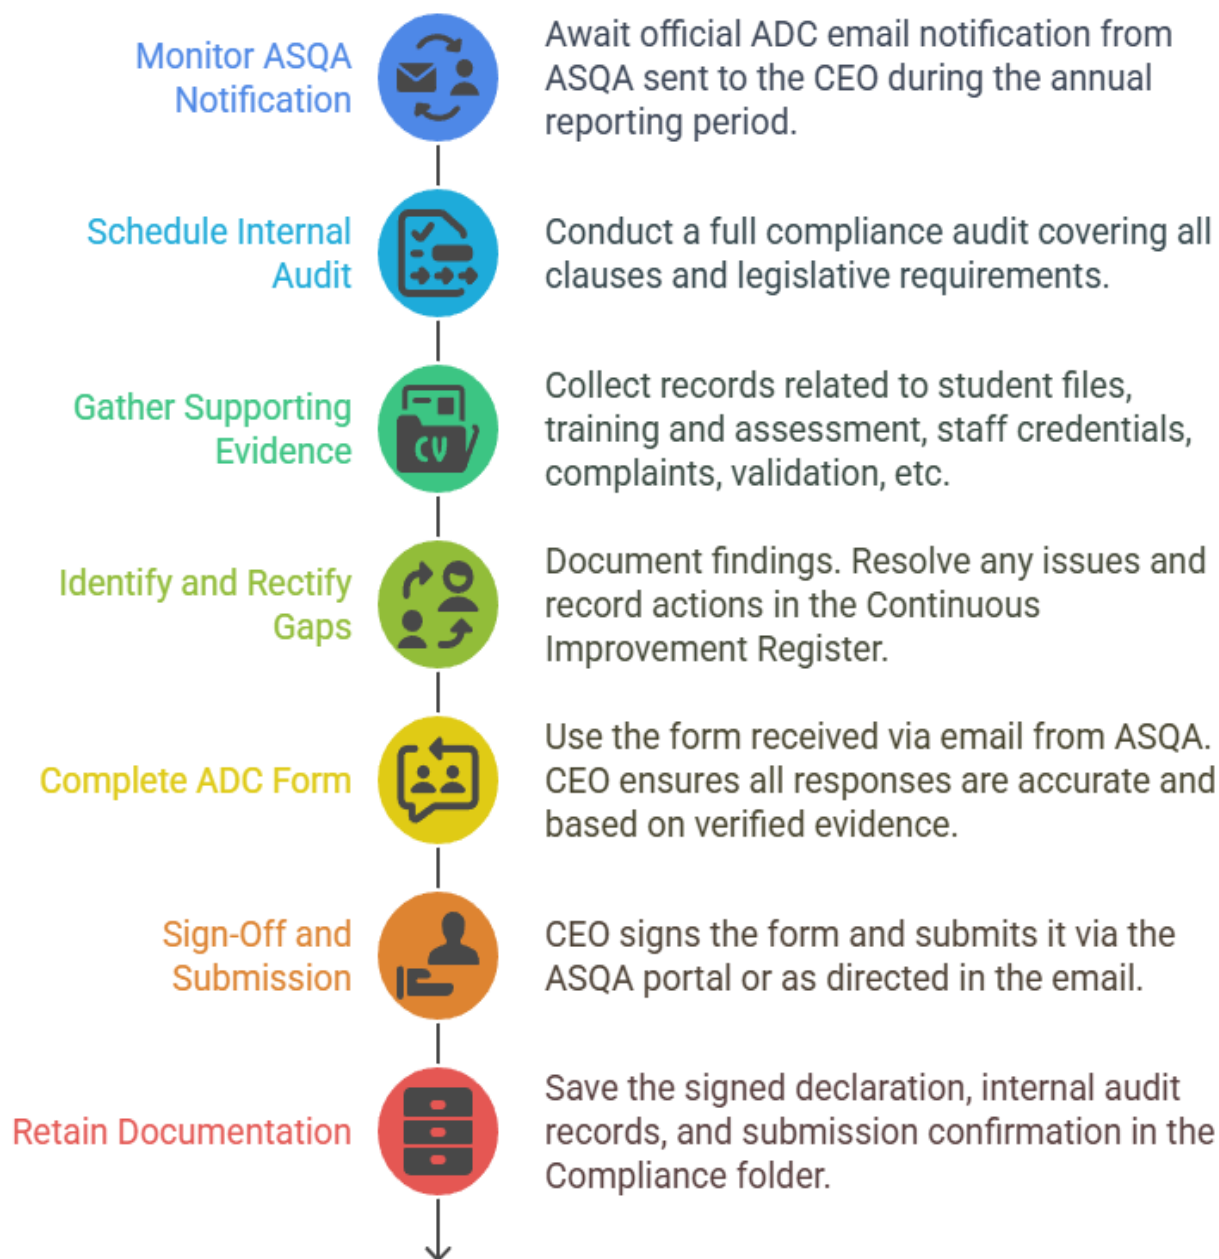 Monitor ASQA
Notification
Await official ADC email notification from
ASQA sent to the CEO during the annual
reporting period.
Schedule Internal
Audit
Conduct a full compliance audit covering all
clauses and legislative requirements.
Gather Supporting
Evidence
CV
Collect records related to student files,
training and assessment, staff credentials,
complaints, validation, etc.
Identify and Rectify
Gaps
Document findings. Resolve any issues and
record actions in the Continuous
Improvement Register.
Complete ADC Form
Use the form received via email from ASQA.
CEO ensures all responses are accurate and
based on verified evidence.
Sign-Off and
Submission
CEO signs the form and submits it via the
ASQA portal or as directed in the email.
Retain Documentation
Save the signed declaration, internal audit
records, and submission confirmation in the
Compliance folder.